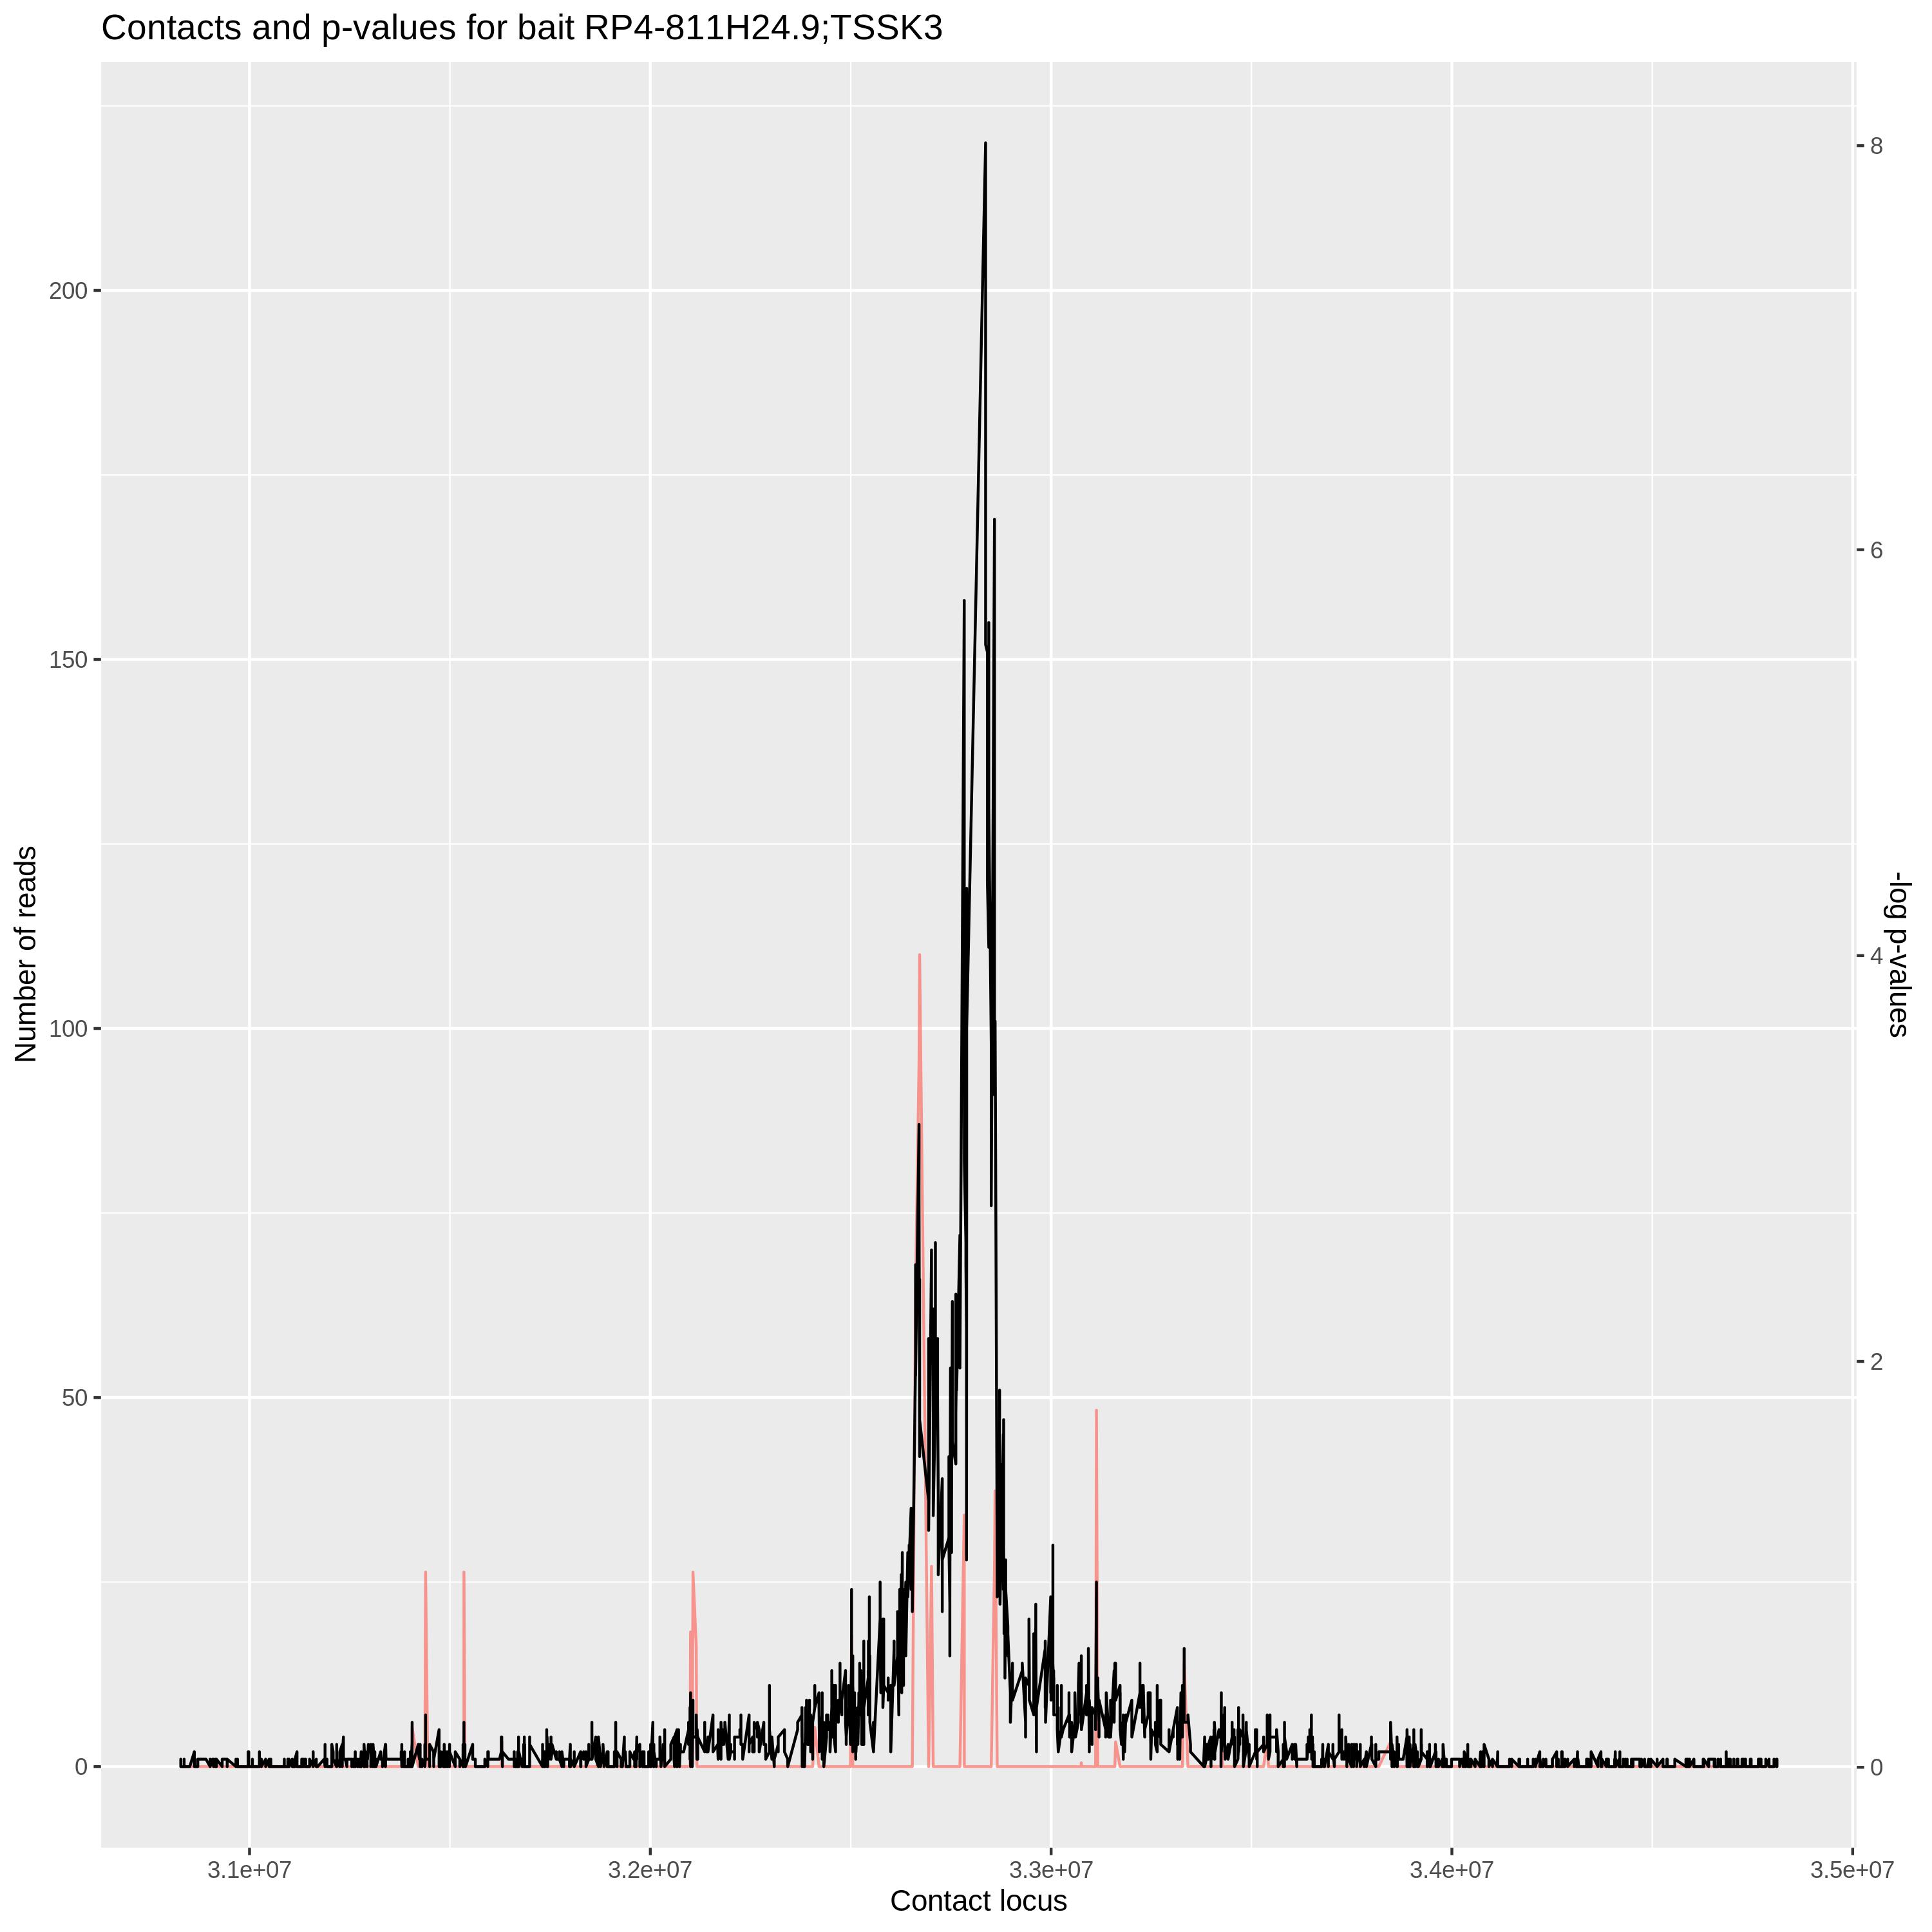 Contacts and p-values for bait RP4-811H24.9;TSSK3
200
150
100
50
0
Number of reads
8
6
4
2
0
-log p-values
3.1e+07
3.2e+07
3.3e+07
3.4e+07
3.5e+07
Contact locus